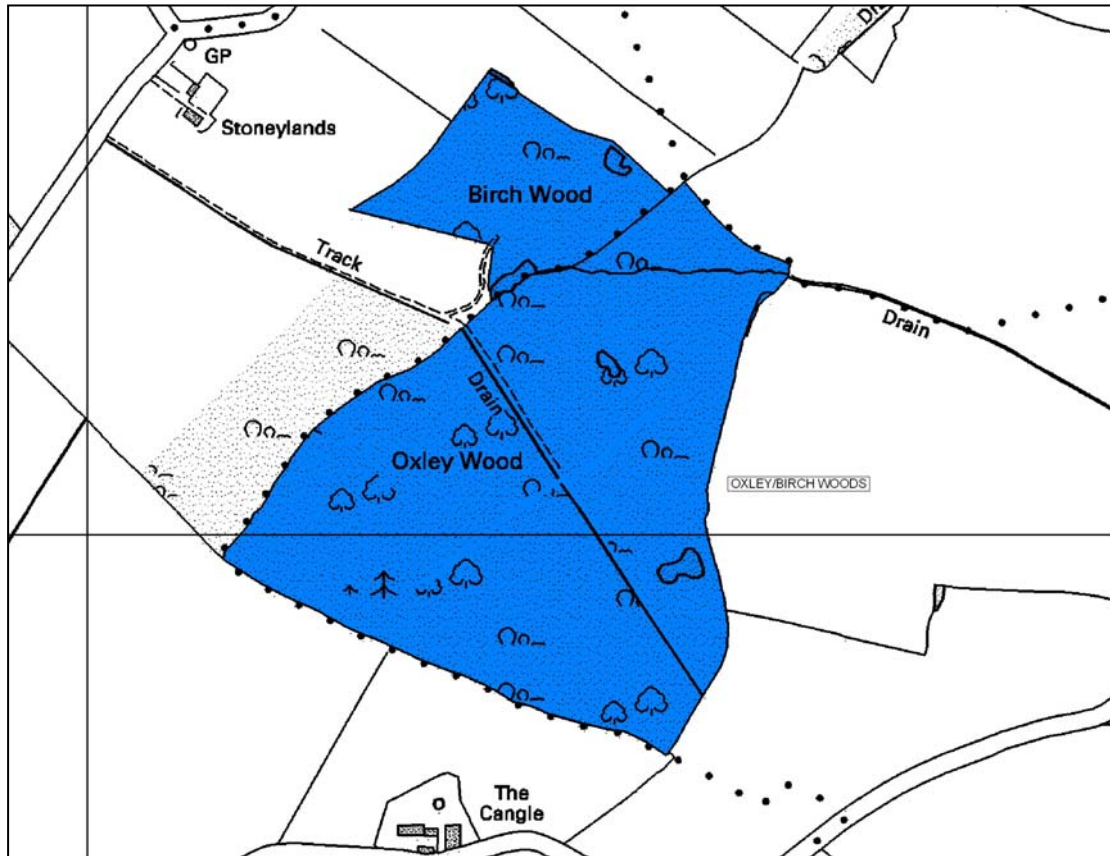 GP
Stoneylands
Birch Wood
Track
Drain
Drain
Oxley Wood
OXLEY/BIRCH WOODS
The
Cangle